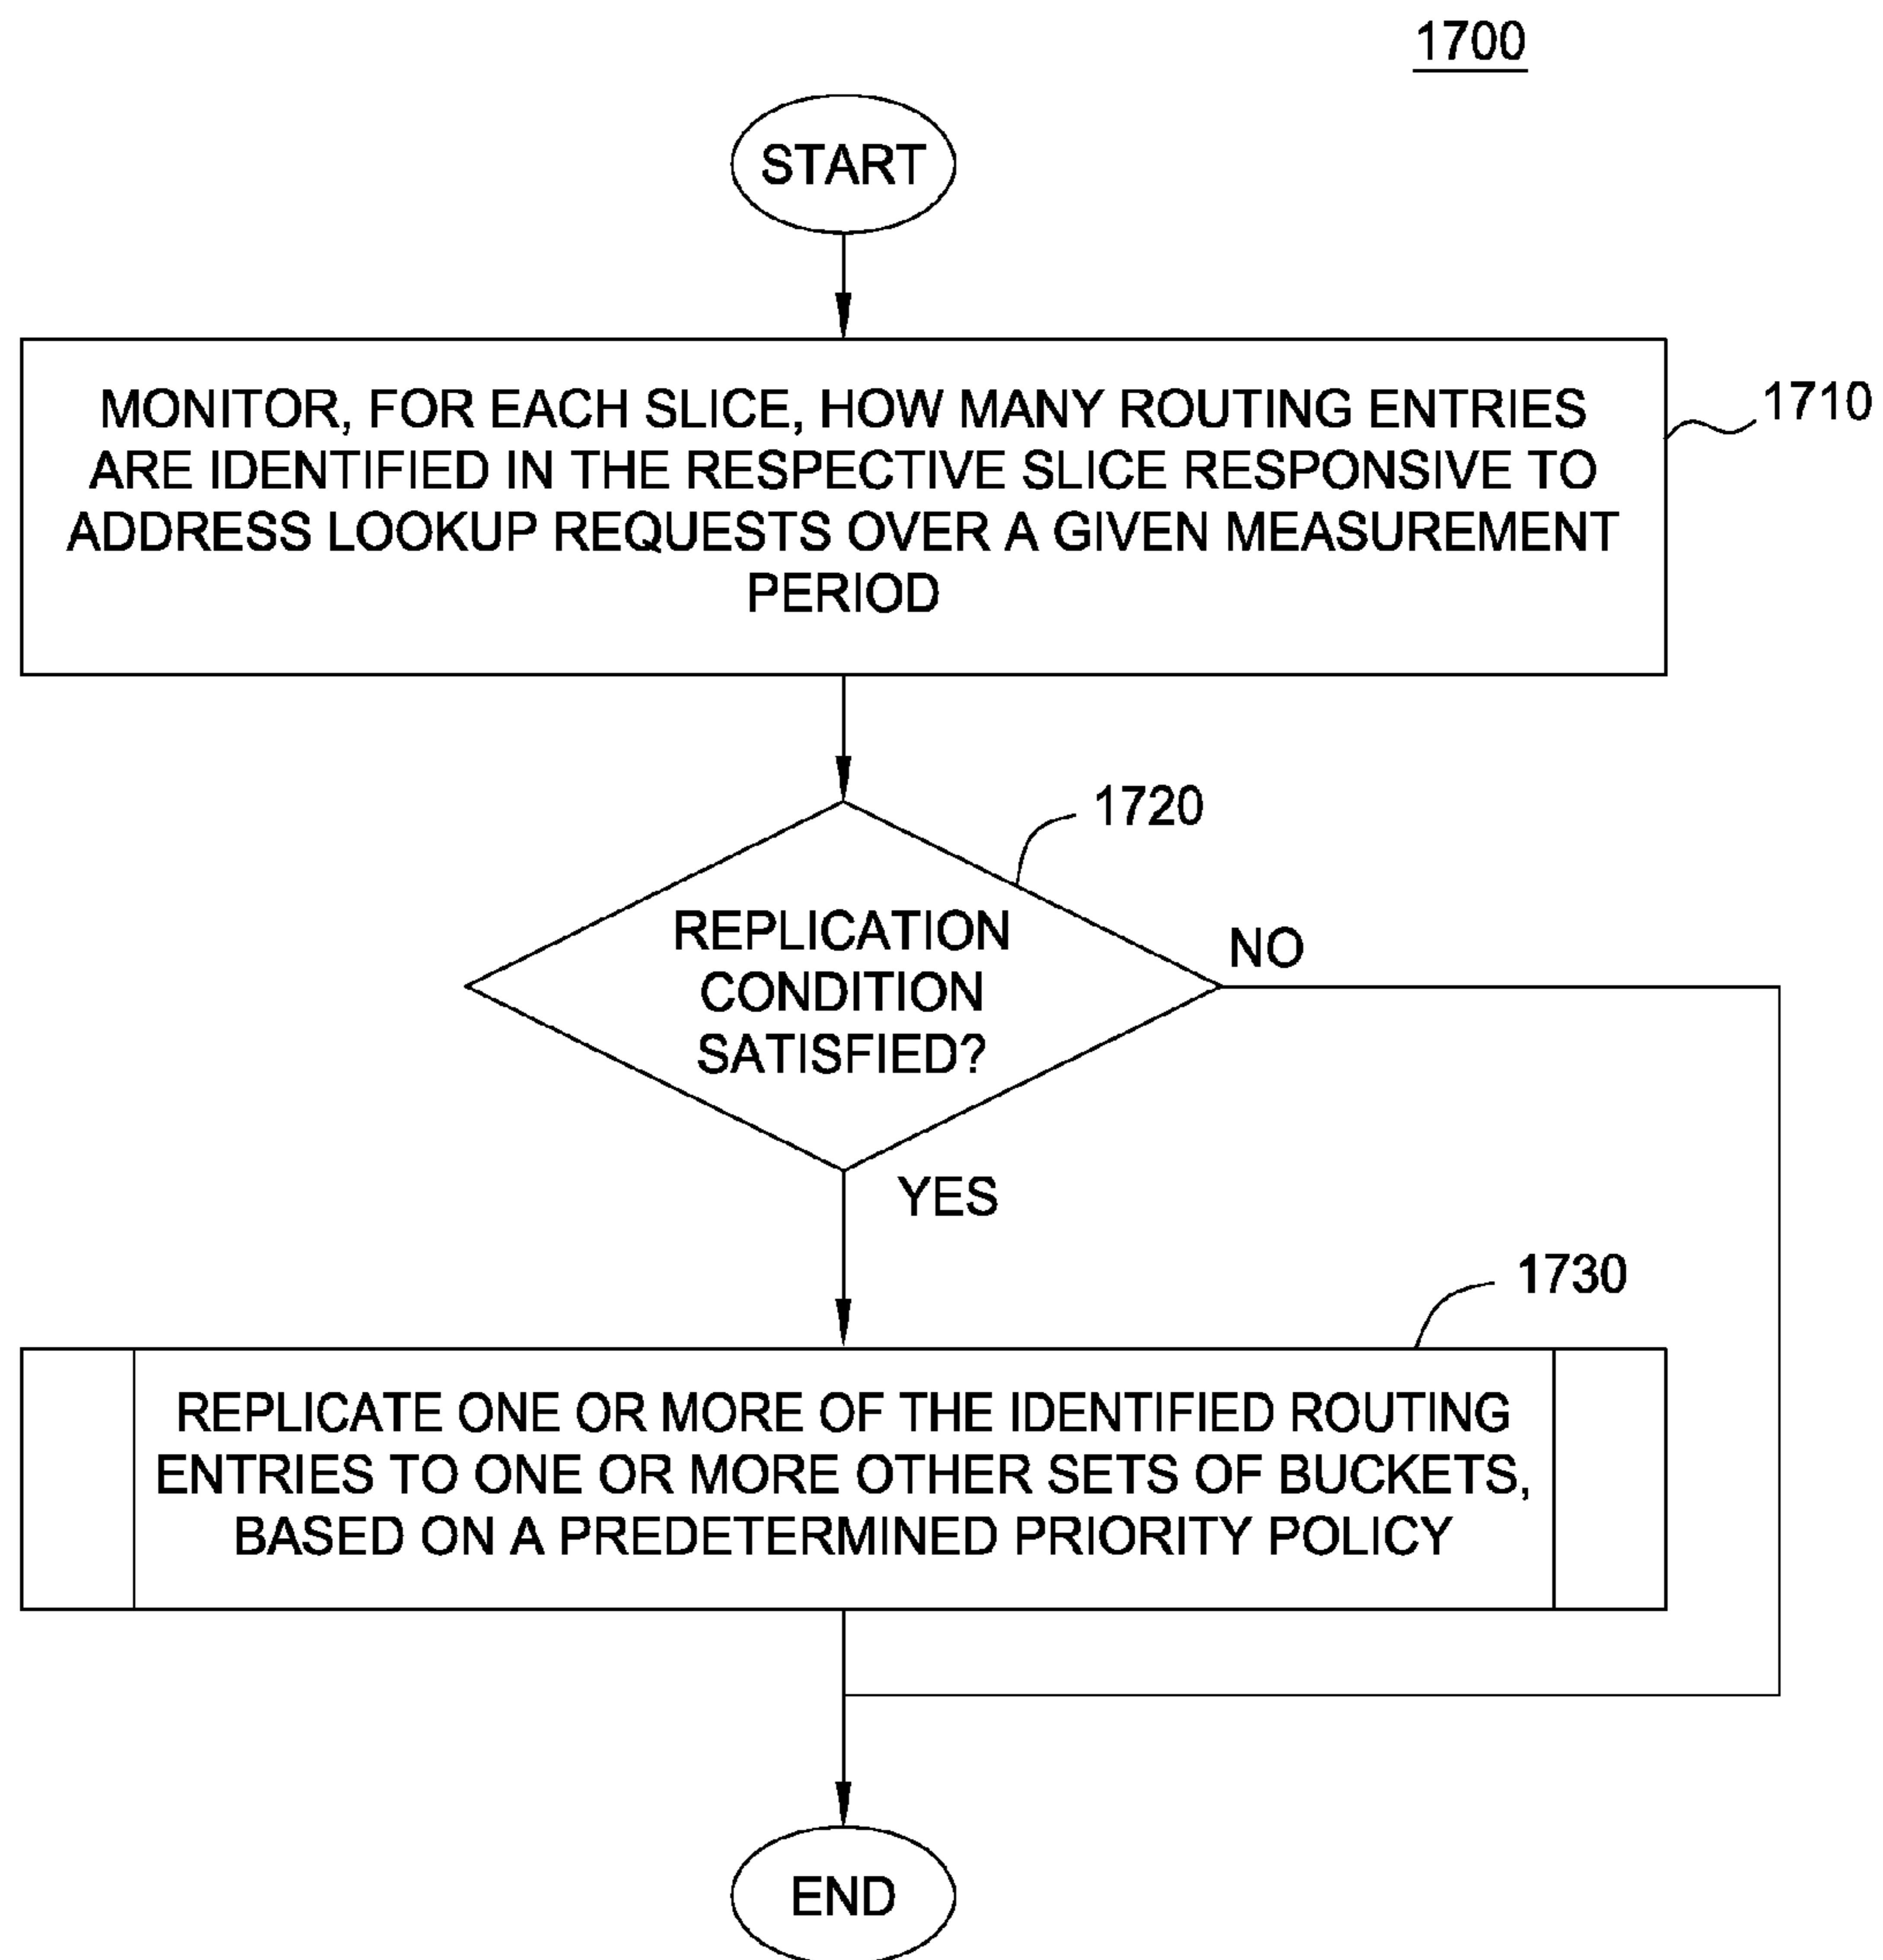 1700
START
MONITOR, FOR EACH SLICE, HOW MANY ROUTING ENTRIES
ARE IDENTIFIED IN THE RESPECTIVE SLICE RESPONSIVE TO
ADDRESS LOOKUP REQUESTS OVER A GIVEN MEASUREMENT
PERIOD
1710
1720
REPLICATION
CONDITION
SATISFIED?
NO
YES
1730
REPLICATE ONE OR MORE OF THE IDENTIFIED ROUTING
ENTRIES TO ONE OR MORE OTHER SETS OF BUCKETS,
BASED ON A PREDETERMINED PRIORITY POLICY
END